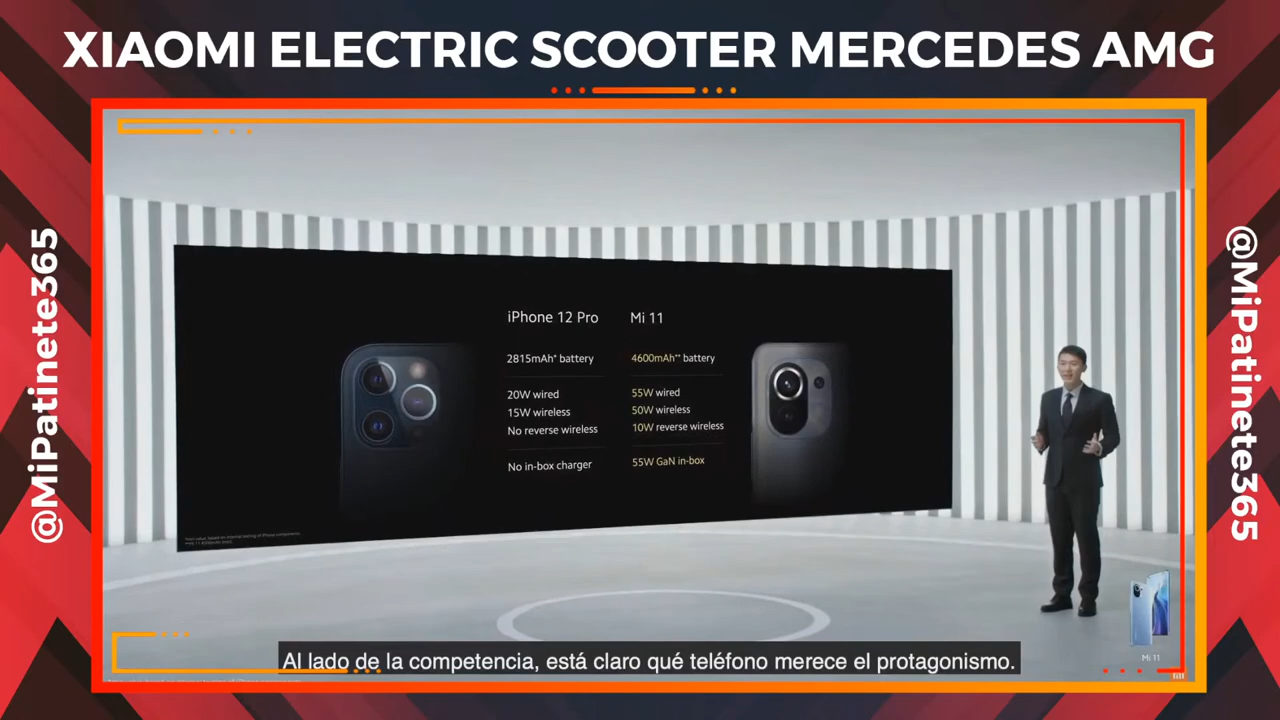 XIAOMI ELECTRIC SCOOTER MERCEDES AMG
@MiPatinete365
@MiPatinete365
iPhone 12 Pro
Mi 11
2815mAh* battery
4600mAh** battery
20W wired
55W wired
15W wireless
50W wireless
No reverse wireless
10W reverse wireless
No in-box charger
55W GaN in-box
Mi 11
Al lado de la competencia, está claro qué teléfono merece el protagonismo.